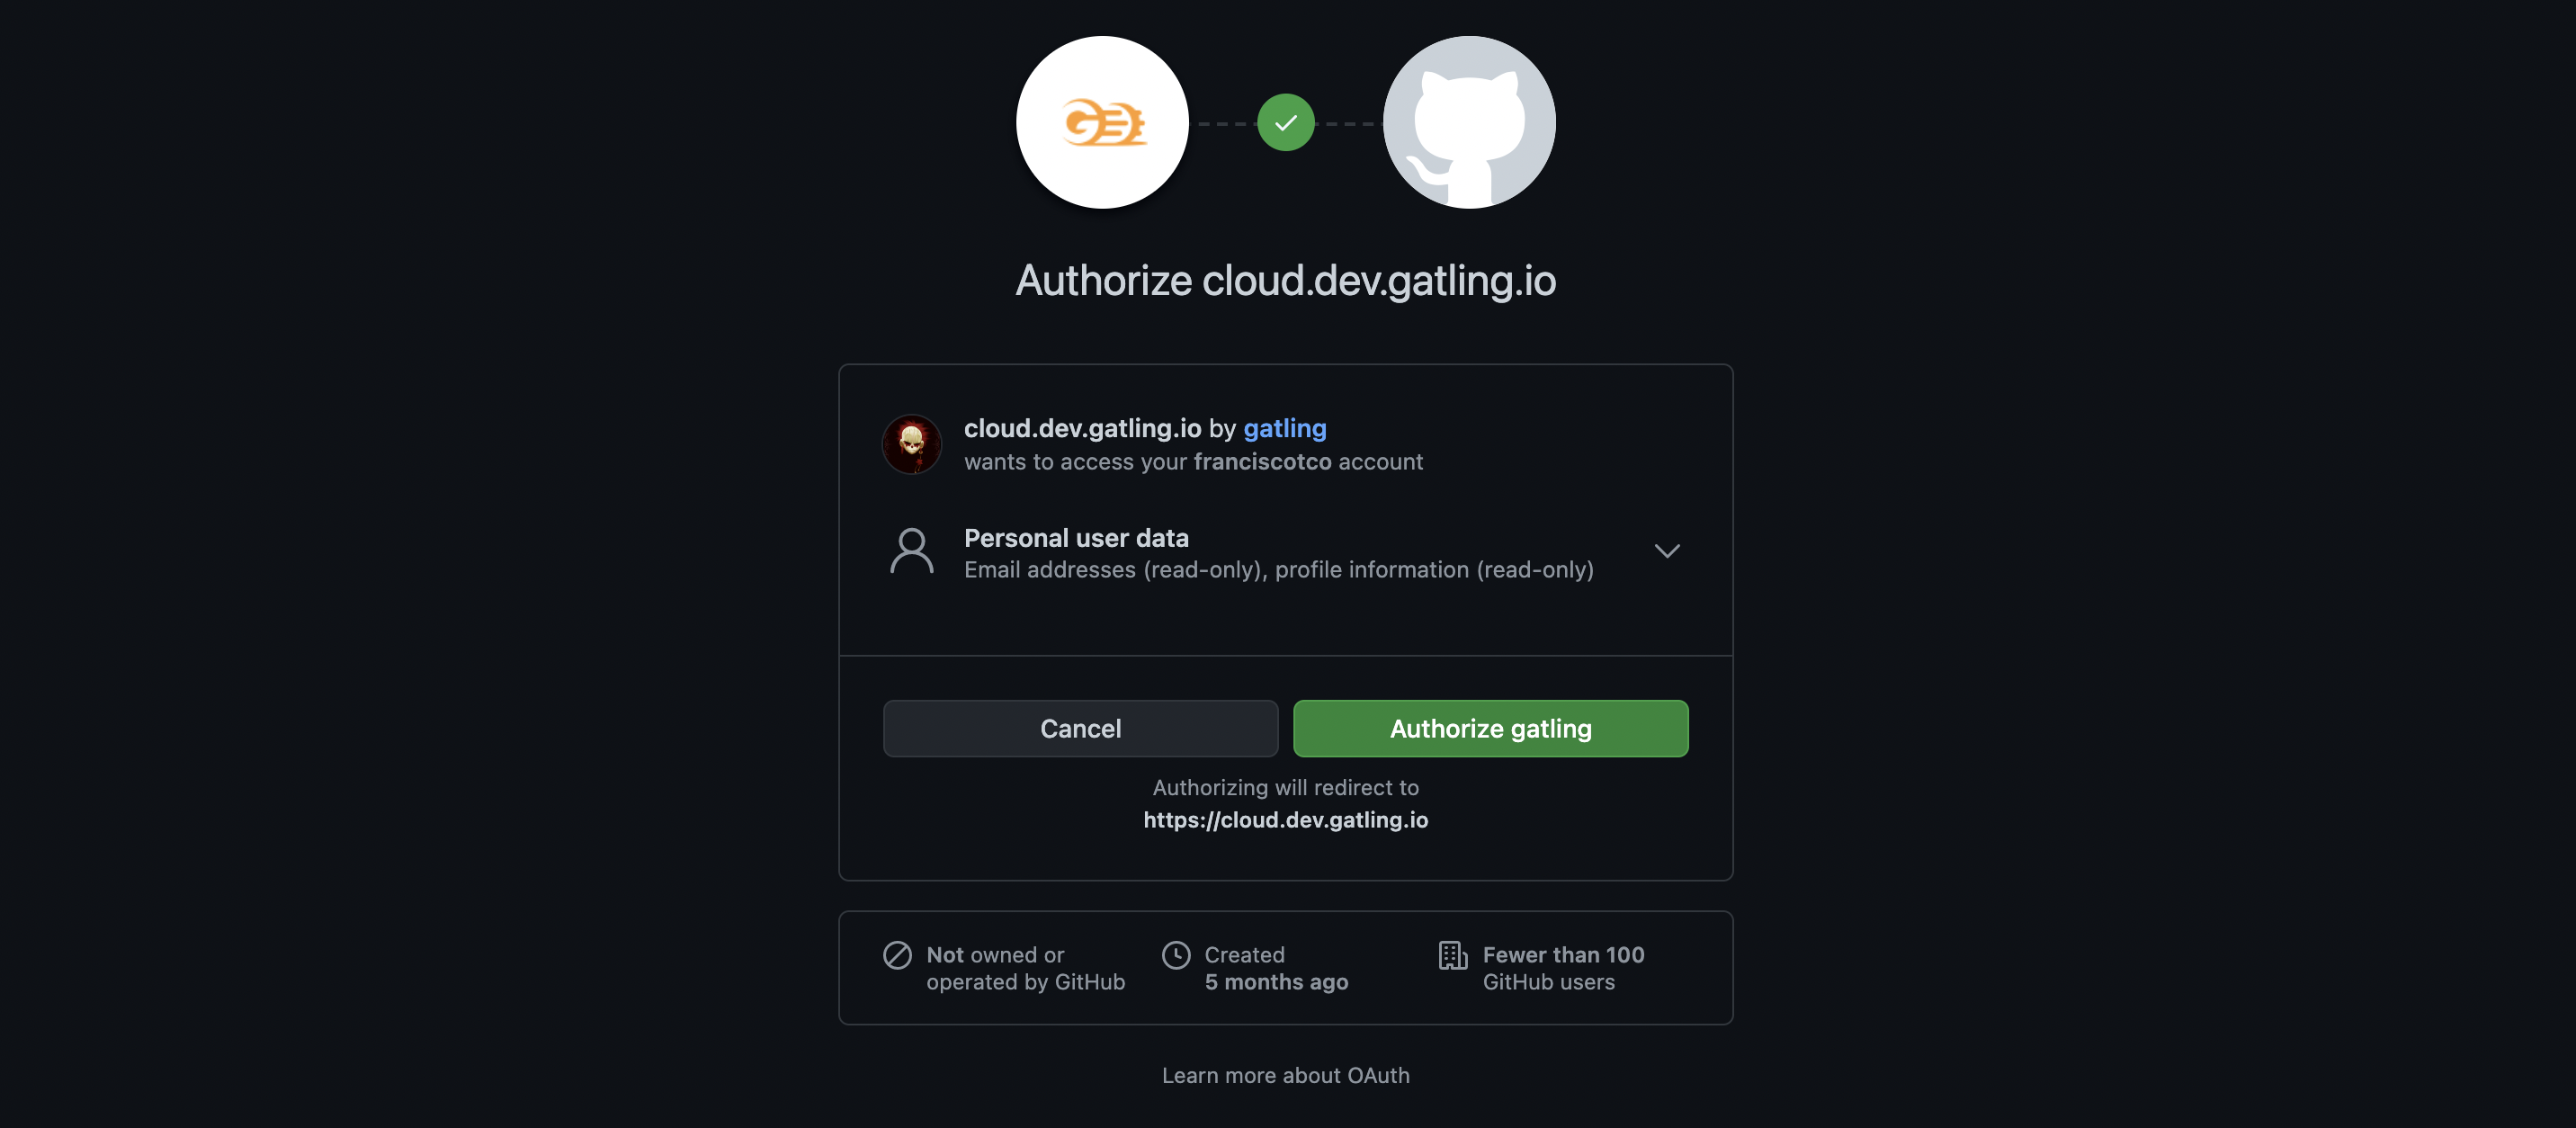 Authorize cloud.dev.gatling.io
cloud.dev.gatling.io by gatling
wants to access your franciscotco account
Personal user data
Email addresses (read-only), profile information (read-only)
Cancel
Authorize gatling
Authorizing will redirect to
https://cloud.dev.gatling.io
Not owned or
operated by GitHub
Created
5 months ago
Fewer than 100
GitHub users
Learn more about OAuth